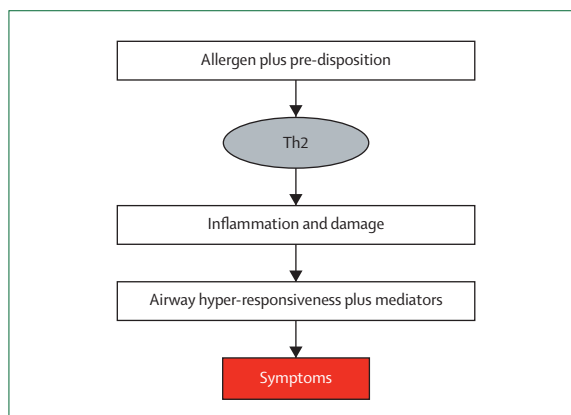 Allergen plus pre-disposition
Th2
Inflammation and damage
Airway hyper-responsiveness plus mediators
Symptoms